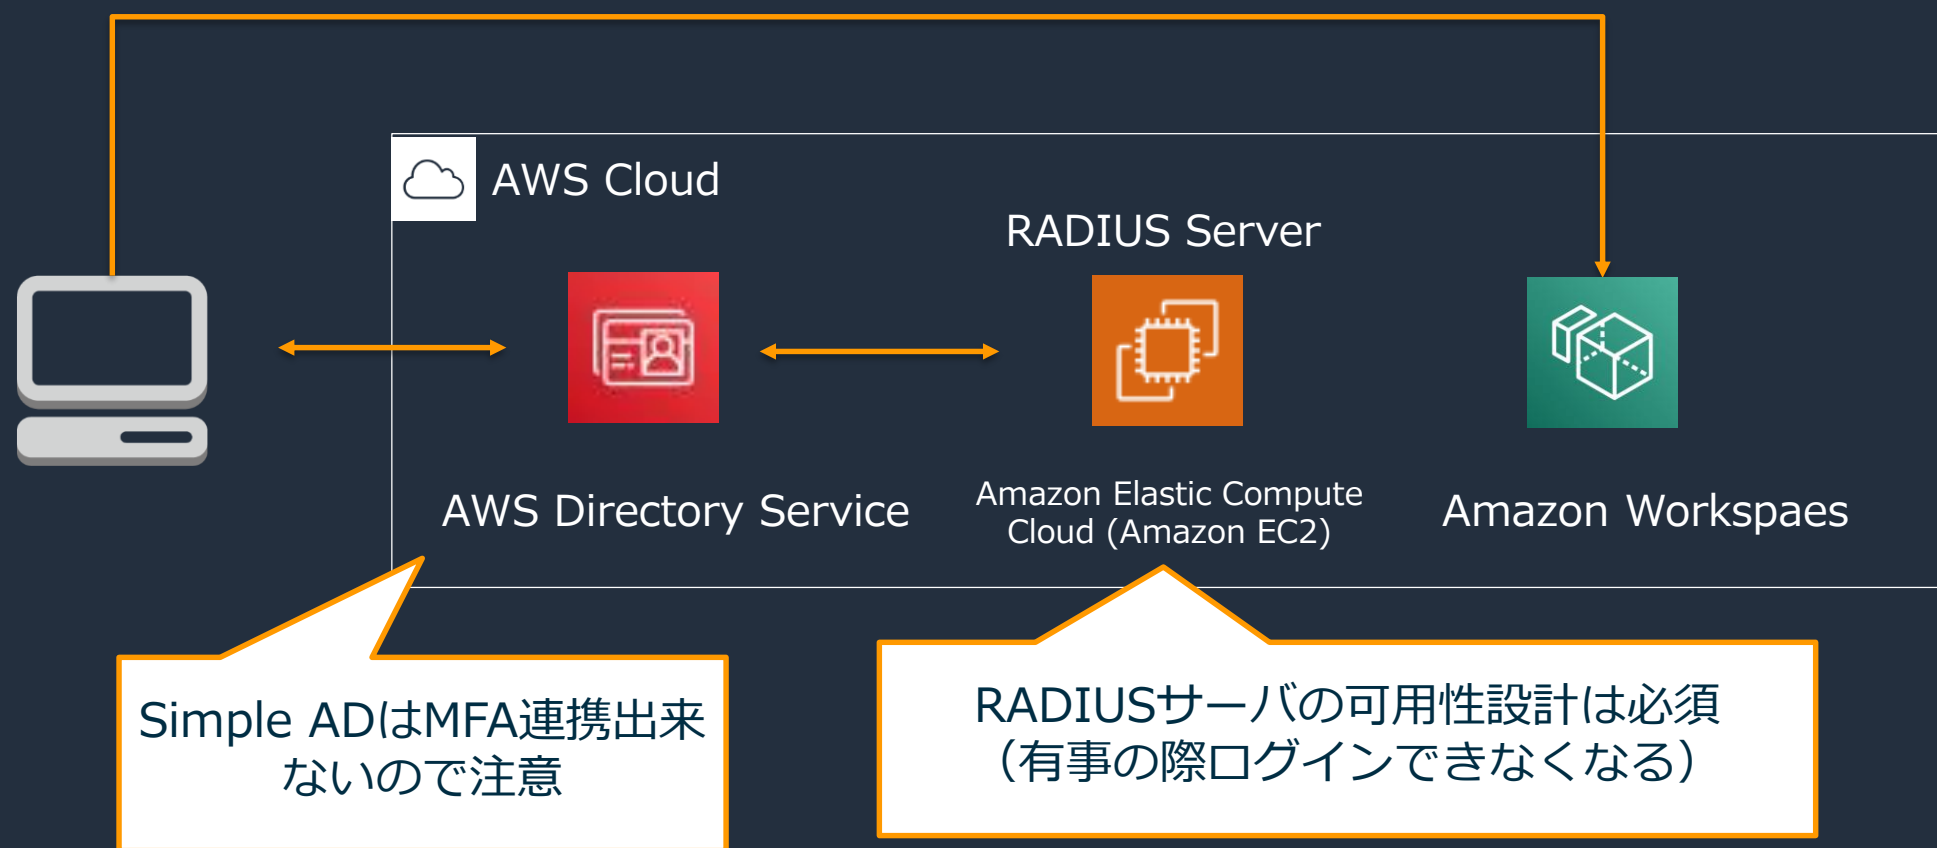 AWS Cloud
RADIUS Server
AWS Directory Service
Amazon Elastic Compute
Cloud (Amazon EC2)
Amazon Workspaes
Simple ADはMFA連携出来
ないので注意
RADIUSサーバの可用性設計は必須
（有事の際ログインできなくなる）